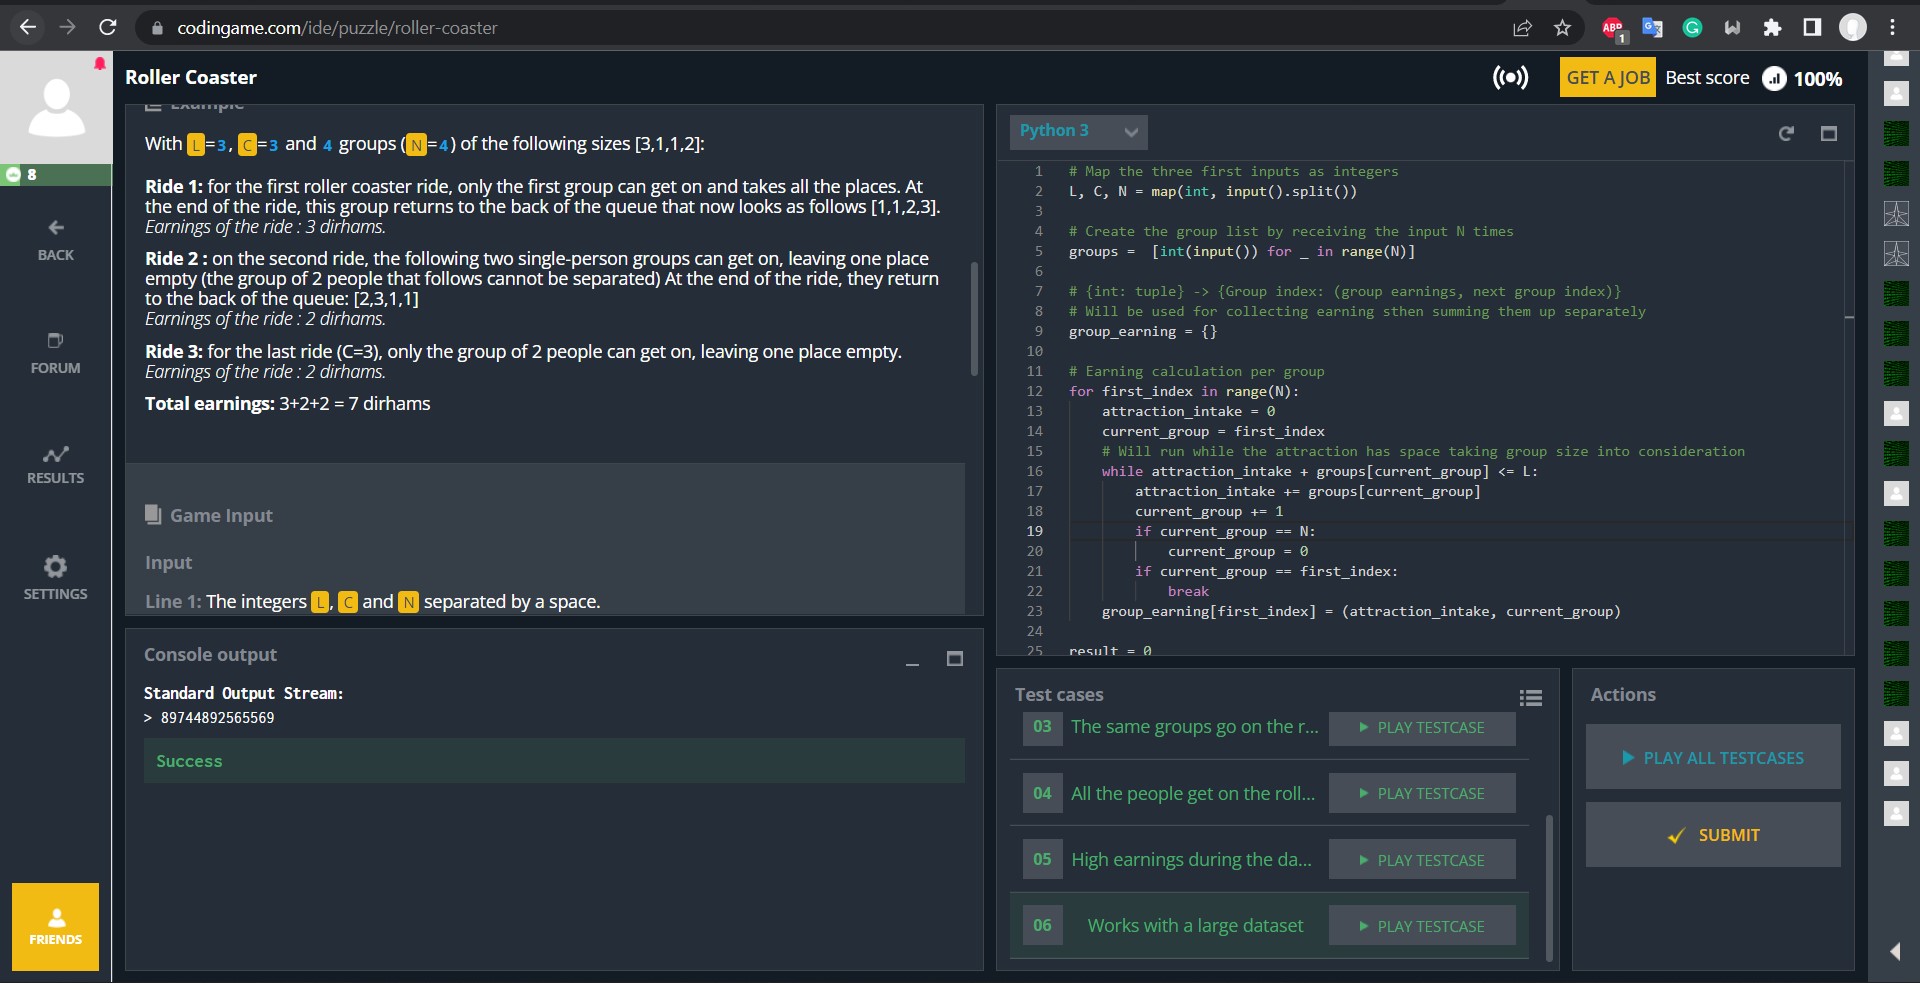 codingame.com/ide/puzzle/roller-coaster
ABP
1
Roller Coaster
GET A JOB
Best score
100%
8
BACK
FORUM
RESULTS
SETTINGS
FRIENDS
Example
With L=3, C=3 and 4 groups (N=4) of the following sizes [3,1,1,2]:
Ride 1: for the first roller coaster ride, only the first group can get on and takes all the places. At
the end of the ride, this group returns to the back of the queue that now looks as follows [1,1,2,3].
Earnings of the ride : 3 dirhams.
Ride 2 : on the second ride, the following two single-person groups can get on, leaving one place
empty (the group of 2 people that follows cannot be separated) At the end of the ride, they return
to the back of the queue: [2,3,1,1]
Earnings of the ride : 2 dirhams.
Ride 3: for the last ride (C=3), only the group of 2 people can get on, leaving one place empty.
Earnings of the ride : 2 dirhams.
Total earnings: 3+2+2 = 7 dirhams
Game Input
Input
Line 1: The integers L, C and N separated by a space.
Console output
Standard Output Stream:
> 89744892565569
Success
Python 3
1 # Map the three first inputs as integers
2 L, C, N = map(int, input().split())
3
4 # Create the group list by receiving the input N times
5 groups =  [int(input()) for _ in range(N)]
6
7 # {int: tuple} -> {Group index: (group earnings, next group index)}
8 # Will be used for collecting earning sthen summing them up separately
9 group_earning = {}
10
11 # Earning calculation per group
12 for first_index in range(N):
13     attraction_intake = 0
14     current_group = first_index
15     # Will run while the attraction has space taking group size into consideration
16     while attraction_intake + groups[current_group] <= L:
17         attraction_intake += groups[current_group]
18         current_group += 1
19         if current_group == N:
20             current_group = 0
21         if current_group == first_index:
22             break
23     group_earning[first_index] = (attraction_intake, current_group)
24
25 result = 0
Test cases
03 The same groups go on the r... PLAY TESTCASE
04 All the people get on the roll... PLAY TESTCASE
05 High earnings during the da... PLAY TESTCASE
06 Works with a large dataset PLAY TESTCASE
Actions
PLAY ALL TESTCASES
SUBMIT